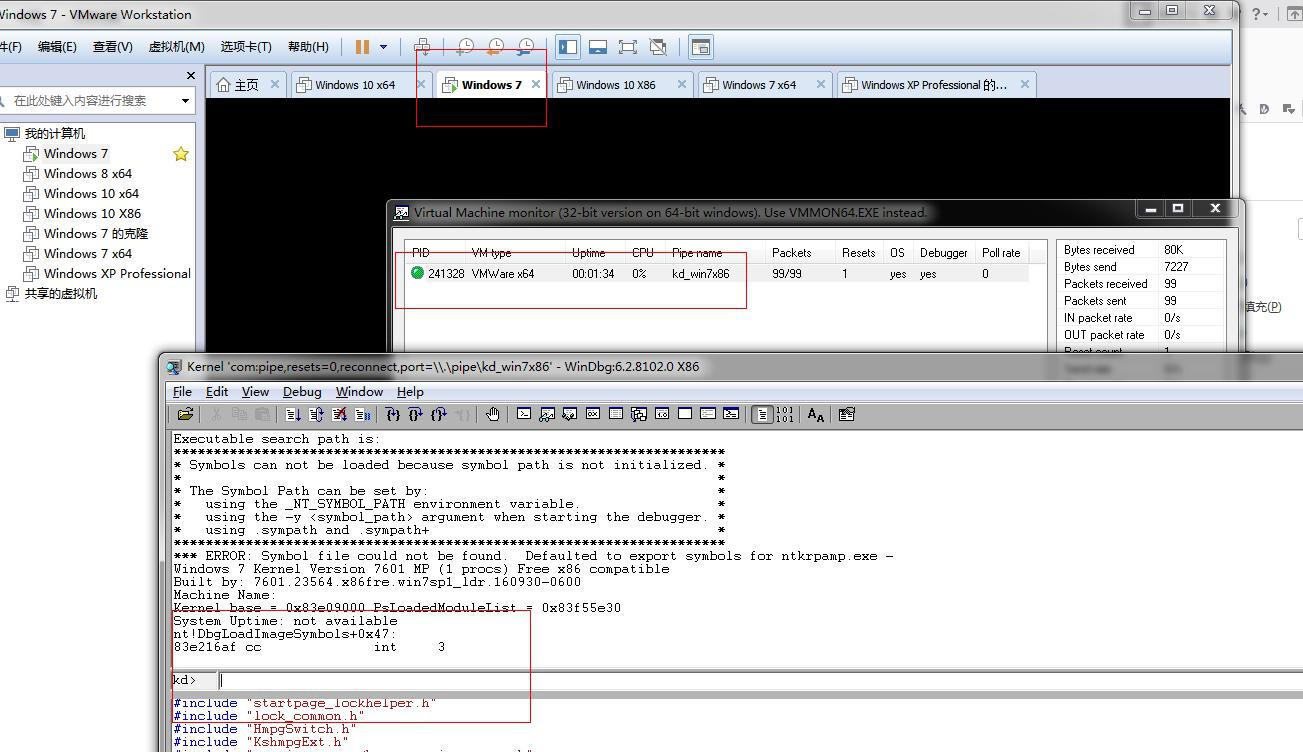 Windows 7 - VMware Workstation
件(F) 编辑(E) 查看(V) 虚拟机(M) 选项卡(T) 帮助(H)
在此处键入内容进行搜索
主页 Windows 10 x64 Windows 7 Windows 10 X86 Windows 7 x64 Windows XP Professional 的...
我的计算机
Windows 7
Windows 8 x64
Windows 10 x64
Windows 10 X86
Windows 7 的克隆
Windows 7 x64
Windows XP Professional
共享的虚拟机
填充(P)
Virtual Machine monitor (32-bit version on 64-bit windows). Use VMMON64.EXE instead.
PID VM type Uptime CPU Pipe name Packets Resets OS Debugger Poll rate
241328 VMWare x64 00:01:34 0% kd_win7x86 99/99 1 yes yes 0
Bytes received 80K
Bytes send 7227
Packets received 99
Packets sent 99
IN packet rate 0/s
OUT packet rate 0/s
Kernel 'com:pipe,resets=0,reconnect,port=\\.\pipe\kd_win7x86' - WinDbg:6.2.8102.0 X86
File Edit View Debug Window Help
Executable search path is:
*********************************************************************
* Symbols can not be loaded because symbol path is not initialized. *
* *
* The Symbol Path can be set by: *
* using the _NT_SYMBOL_PATH environment variable. *
* using the -y <symbol_path> argument when starting the debugger. *
* using .sympath and .sympath+ *
*********************************************************************
*** ERROR: Symbol file could not be found.  Defaulted to export symbols for ntkrpamp.exe -
Windows 7 Kernel Version 7601 MP (1 procs) Free x86 compatible
Built by: 7601.23564.x86fre.win7sp1_ldr.160930-0600
Machine Name:
Kernel base = 0x83e09000 PsLoadedModuleList = 0x83f55e30
System Uptime: not available
nt!DbgLoadImageSymbols+0x47:
83e216af cc int 3
kd>
#include "startpage_lockhelper.h"
#include "lock_common.h"
#include "HmpgSwitch.h"
#include "KshmpgExt.h"